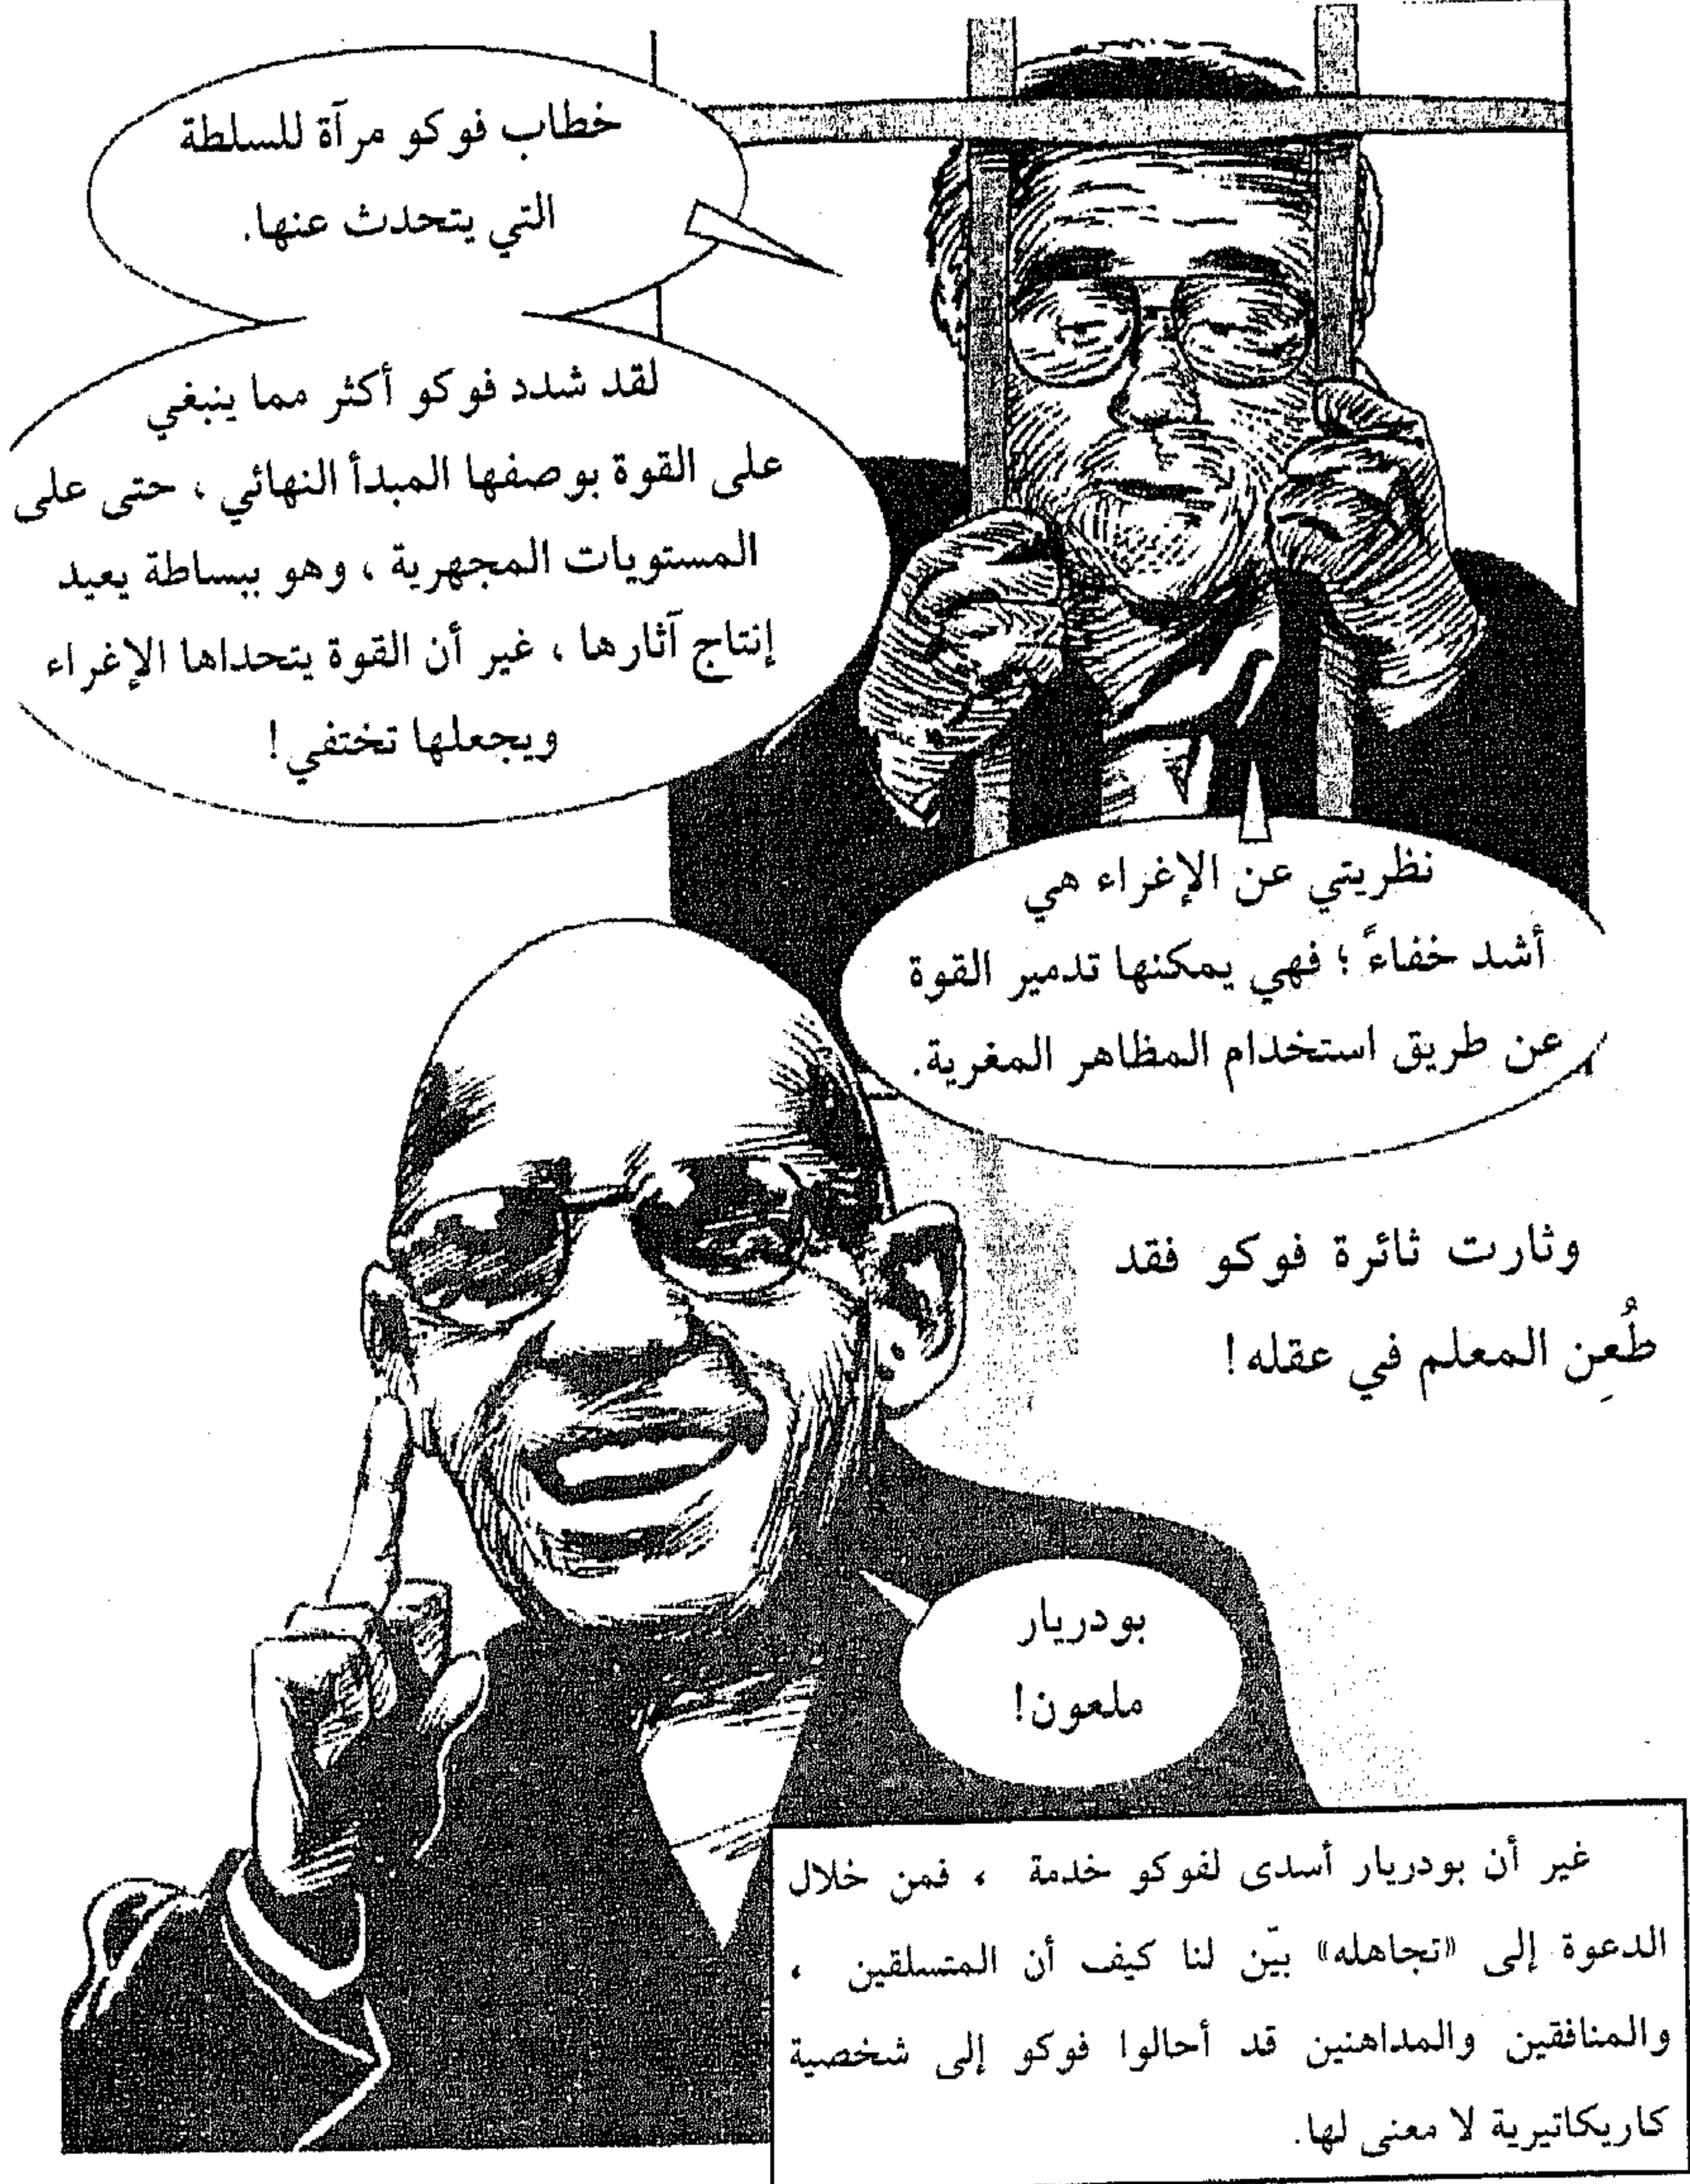 خطاب فوكو مرآة للسلطة
التي يتحدث عنها.
لقد شدد فوكو أكثر مما ينبغي
على القوة بوصفها المبدأ النهائي ، حتى على
المستويات المجهرية ، وهو ببساطة يعيد
إنتاج آثارها ، غير أن القوة يتحداها الإغراء
ويجعلها تختفي !
نظريتي عن الإغراء هي
أشد خفاءً ؛ فهي يمكنها تدمير القوة
عن طريق استخدام المظاهر المغرية.
وثارت ثائرة فوكو فقد
طُعِن المعلم في عقله !
بودريار
ملعون !
غير أن بودريار أسدى لفوكو خدمة ، فمن خلال
الدعوة إلى «تجاهله» بيّن لنا كيف أن المتسلقين ،
والمنافقين والمداهنين قد أحالوا فوكو إلى شخصية
كاريكاتيرية لا معنى لها.